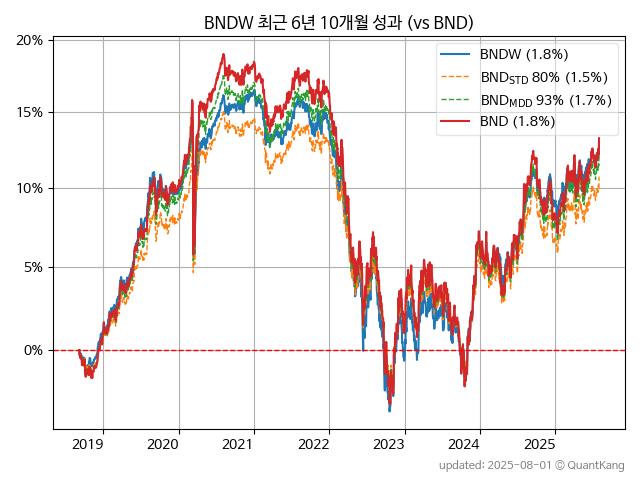 BNDW 최근 6년 10개월 성과 (vs BND)
20%
15%
10%
5%
0%
BNDW (1.8%)
BND_STD 80% (1.5%)
BND_MDD 93% (1.7%)
BND (1.8%)
2019 2020 2021 2022 2023 2024 2025
updated: 2025-08-01 © QuantKang